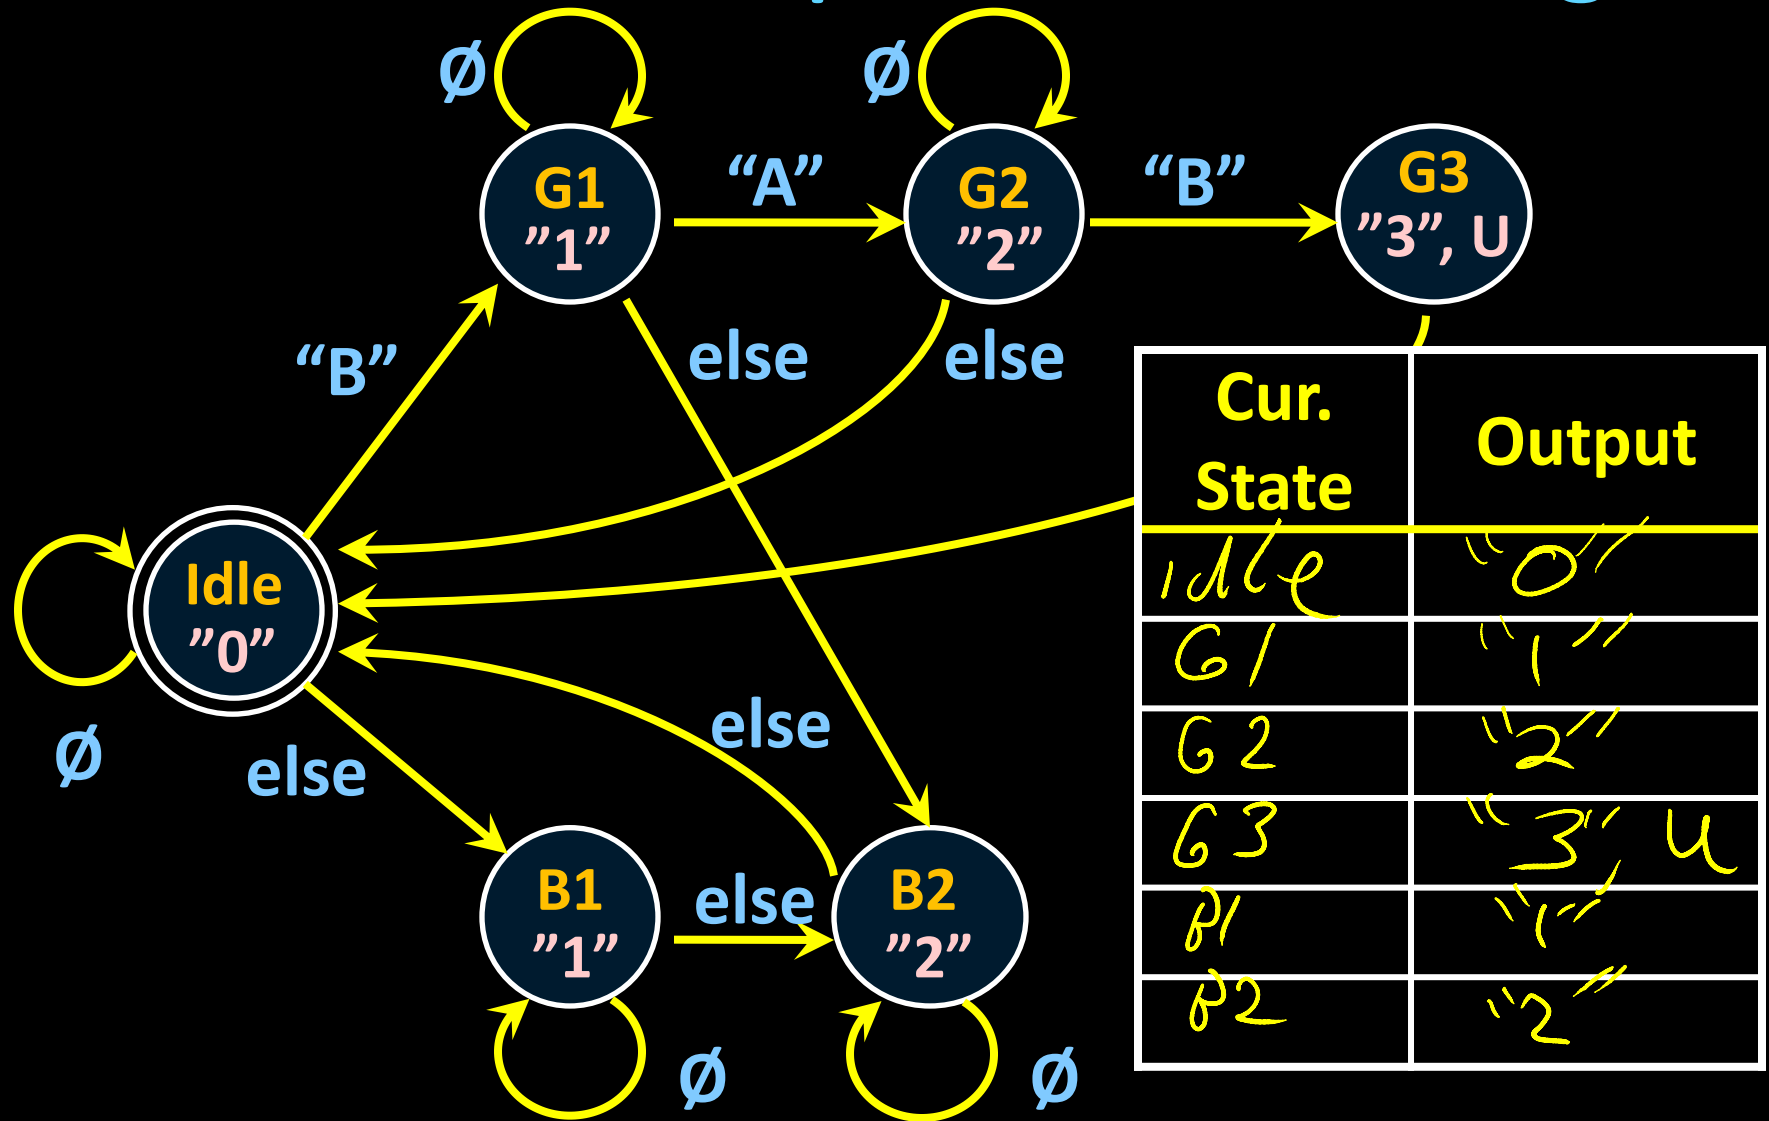 Ø
Ø
G1
”1”
“A”
G2
”2”
“B”
G3
”3”, U
“B”
else
else
Idle
”0”
Ø
else
else
B1
”1”
else
B2
”2”
Ø
Ø
Cur. State
Output
idle
"0"
G1
"1"
G2
"2"
G3
"3", U
B1
"1"
B2
"2"